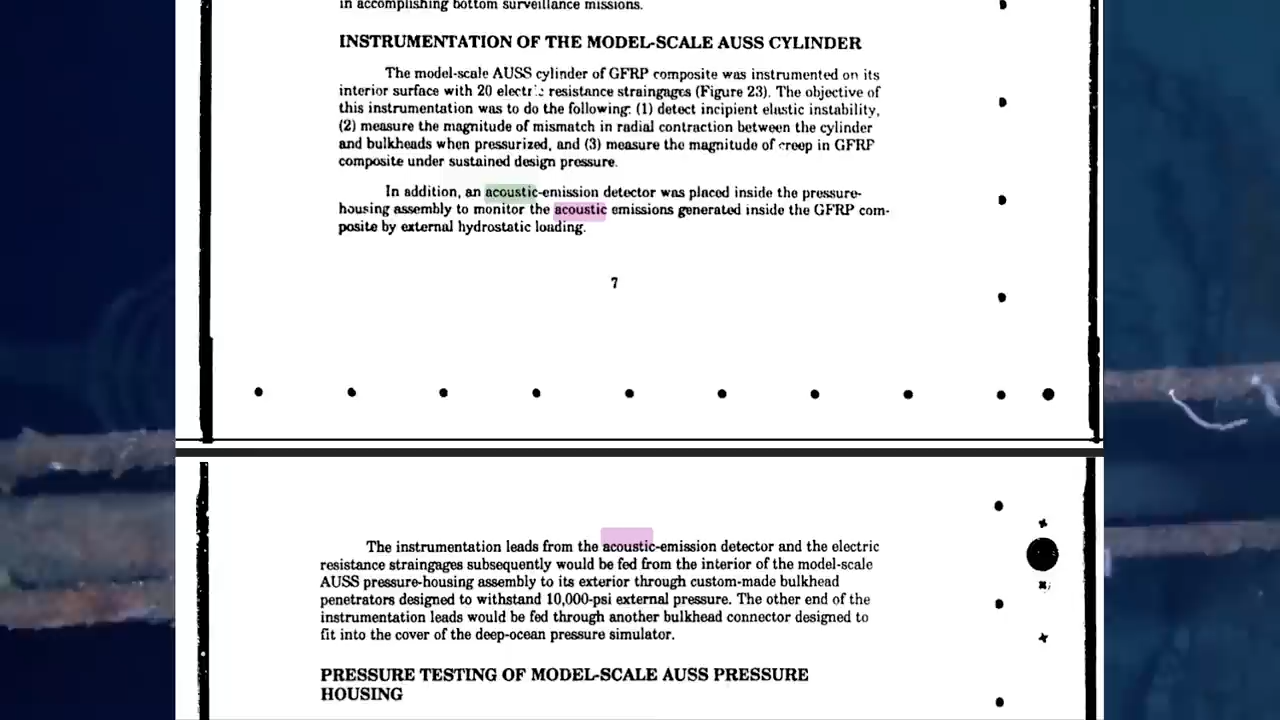 in accomplishing bottom surveillance missions.
INSTRUMENTATION OF THE MODEL-SCALE AUSS CYLINDER
The model-scale AUSS cylinder of GFRP composite was instrumented on its
interior surface with 20 electric resistance straingages (Figure 23). The objective of
this instrumentation was to do the following: (1) detect incipient elastic instability,
(2) measure the magnitude of mismatch in radial contraction between the cylinder
and bulkheads when pressurized, and (3) measure the magnitude of creep in GFRP
composite under sustained design pressure.
In addition, an acoustic-emission detector was placed inside the pressure-
housing assembly to monitor the acoustic emissions generated inside the GFRP com-
posite by external hydrostatic loading.
7
The instrumentation leads from the acoustic-emission detector and the electric
resistance straingages subsequently would be fed from the interior of the model-scale
AUSS pressure-housing assembly to its exterior through custom-made bulkhead
penetrators designed to withstand 10,000-psi external pressure. The other end of the
instrumentation leads would be fed through another bulkhead connector designed to
fit into the cover of the deep-ocean pressure simulator.
PRESSURE TESTING OF MODEL-SCALE AUSS PRESSURE
HOUSING